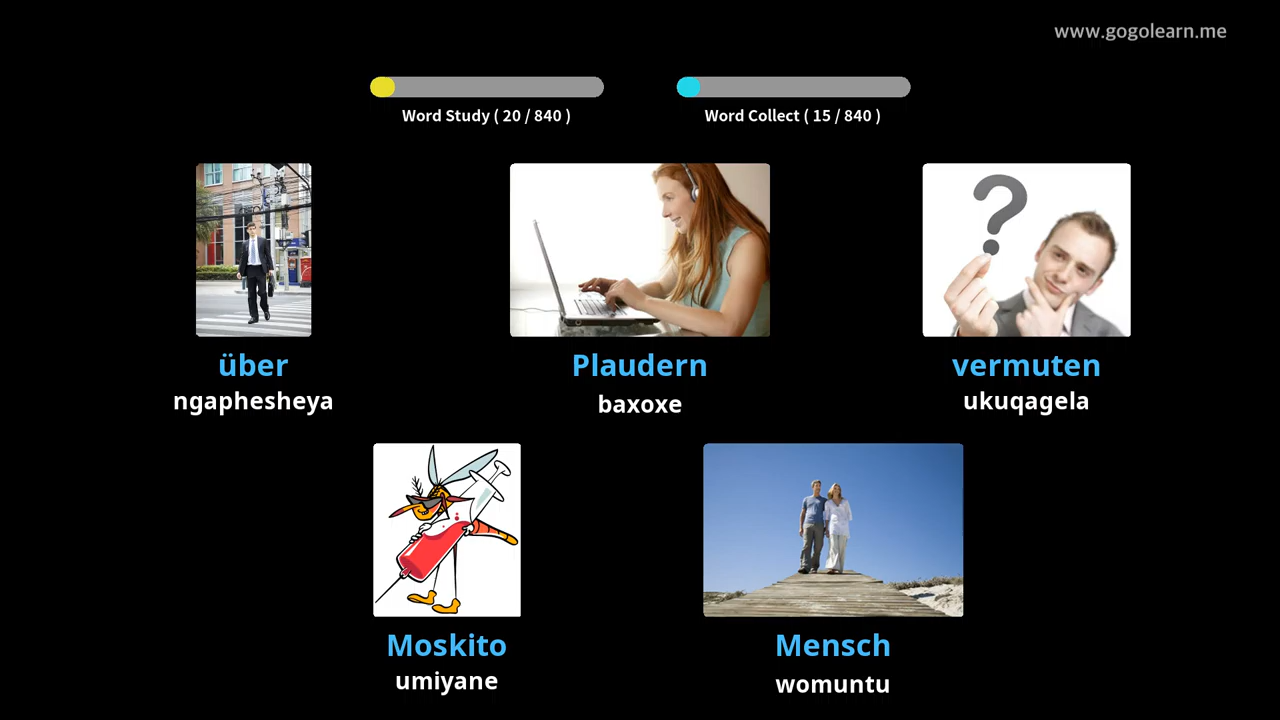 www.gogolearn.me
Word Study ( 20 / 840 )
Word Collect ( 15 / 840 )
über
ngaphesheya
Plaudern
baxoxe
vermuten
ukuqagela
Moskito
umiyane
Mensch
womuntu